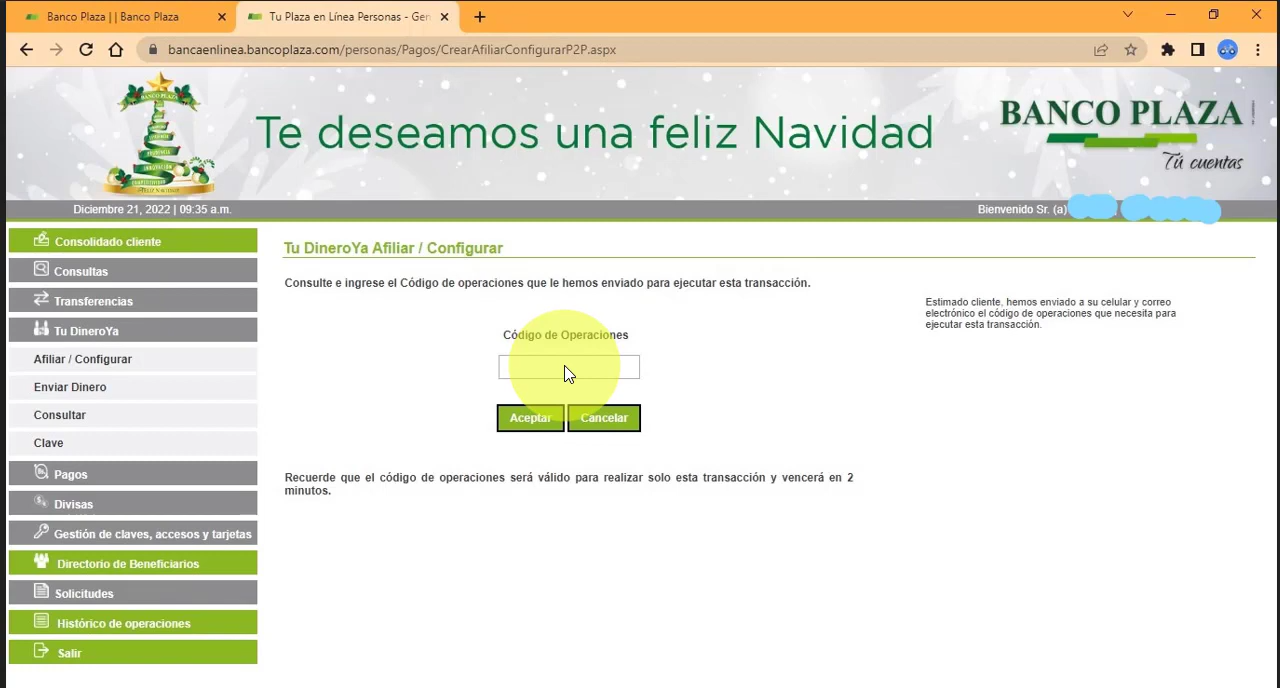 Banco Plaza | | Banco Plaza
Tu Plaza en Línea Personas - Gen
bancaenlinea.bancoplaza.com/personas/Pagos/CrearAfiliarConfigurarP2P.aspx
BANCO PLAZA
FELIZ NAVIDAD
Te deseamos una feliz Navidad
BANCO PLAZA
Tú cuentas
Diciembre 21, 2022 | 09:35 a.m.
Bienvenido Sr. (a)
Consolidado cliente
Consultas
Transferencias
Tu DineroYa
Afiliar / Configurar
Enviar Dinero
Consultar
Clave
Pagos
Divisas
Gestión de claves, accesos y tarjetas
Directorio de Beneficiarios
Solicitudes
Histórico de operaciones
Salir
Tu DineroYa Afiliar / Configurar
Consulte e ingrese el Código de operaciones que le hemos enviado para ejecutar esta transacción.
Código de Operaciones
Aceptar
Cancelar
Recuerde que el código de operaciones será válido para realizar solo esta transacción y vencerá en 2
minutos.
Estimado cliente, hemos enviado a su celular y correo
electrónico el código de operaciones que necesita para
ejecutar esta transacción.